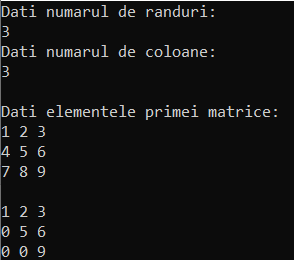 Dati numarul de randuri:
3
Dati numarul de coloane:
3
Dati elementele primei matrice:
1 2 3
4 5 6
7 8 9
1 2 3
0 5 6
0 0 9